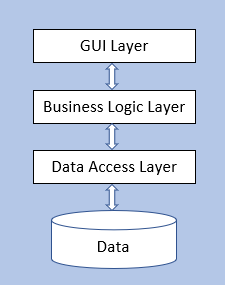 GUI Layer
Business Logic Layer
Data Access Layer
Data